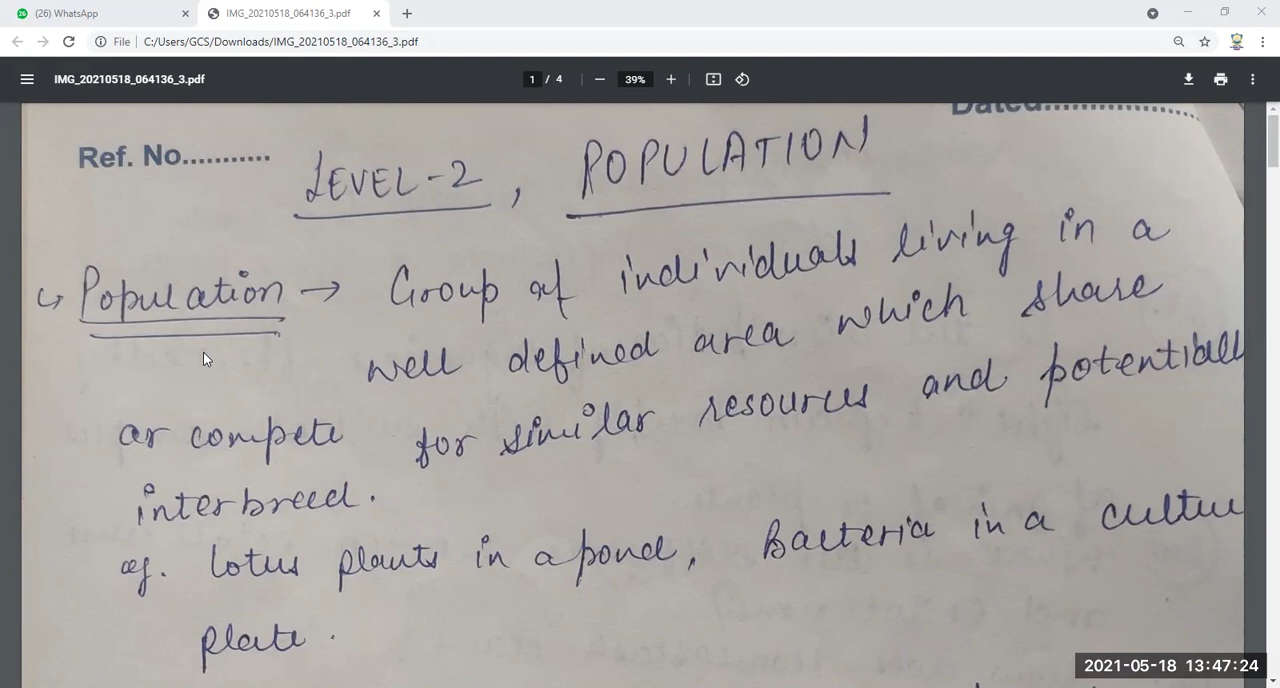 (26) WhatsApp
IMG_20210518_064136_3.pdf
File
C:/Users/GCS/Downloads/IMG_20210518_064136_3.pdf
IMG_20210518_064136_3.pdf
1 / 4
39%
Dated
Ref. No...........
LEVEL-2, POPULATION
Population → Group of individuals living in a
well defined area which share
or compete for similar resources and potentiall
interbreed.
eg. lotus plants in a pond, Bacteria in a culture
plate.
2021-05-18 13:47:24